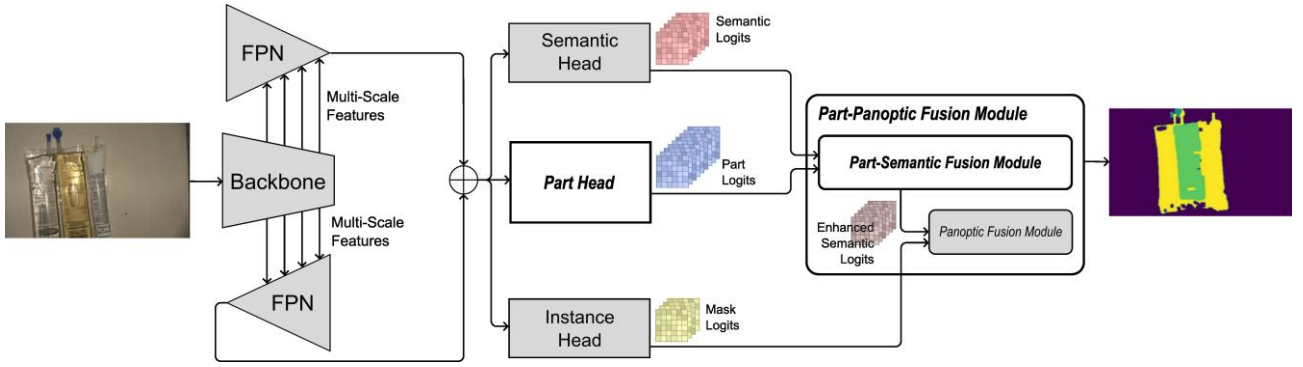 FPN
Multi-Scale
Features
Backbone
Multi-Scale
Features
FPN
Semantic
Head
Semantic
Logits
Part Head
Part
Logits
Instance
Head
Mask
Logits
Part-Panoptic Fusion Module
Part-Semantic Fusion Module
Enhanced
Semantic
Logits
Panoptic Fusion Module